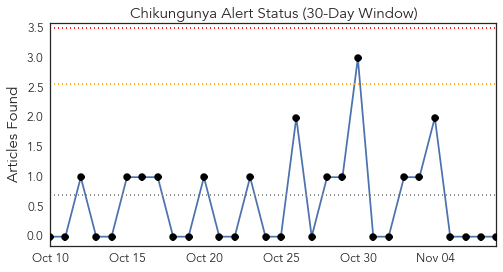 Chikungunya Alert Status (30-Day Window)
Articles Found
3.5
3.0
2.5
2.0
1.5
1.0
0.5
0.0
Oct 10 Oct 15 Oct 20 Oct 25 Oct 30 Nov 04